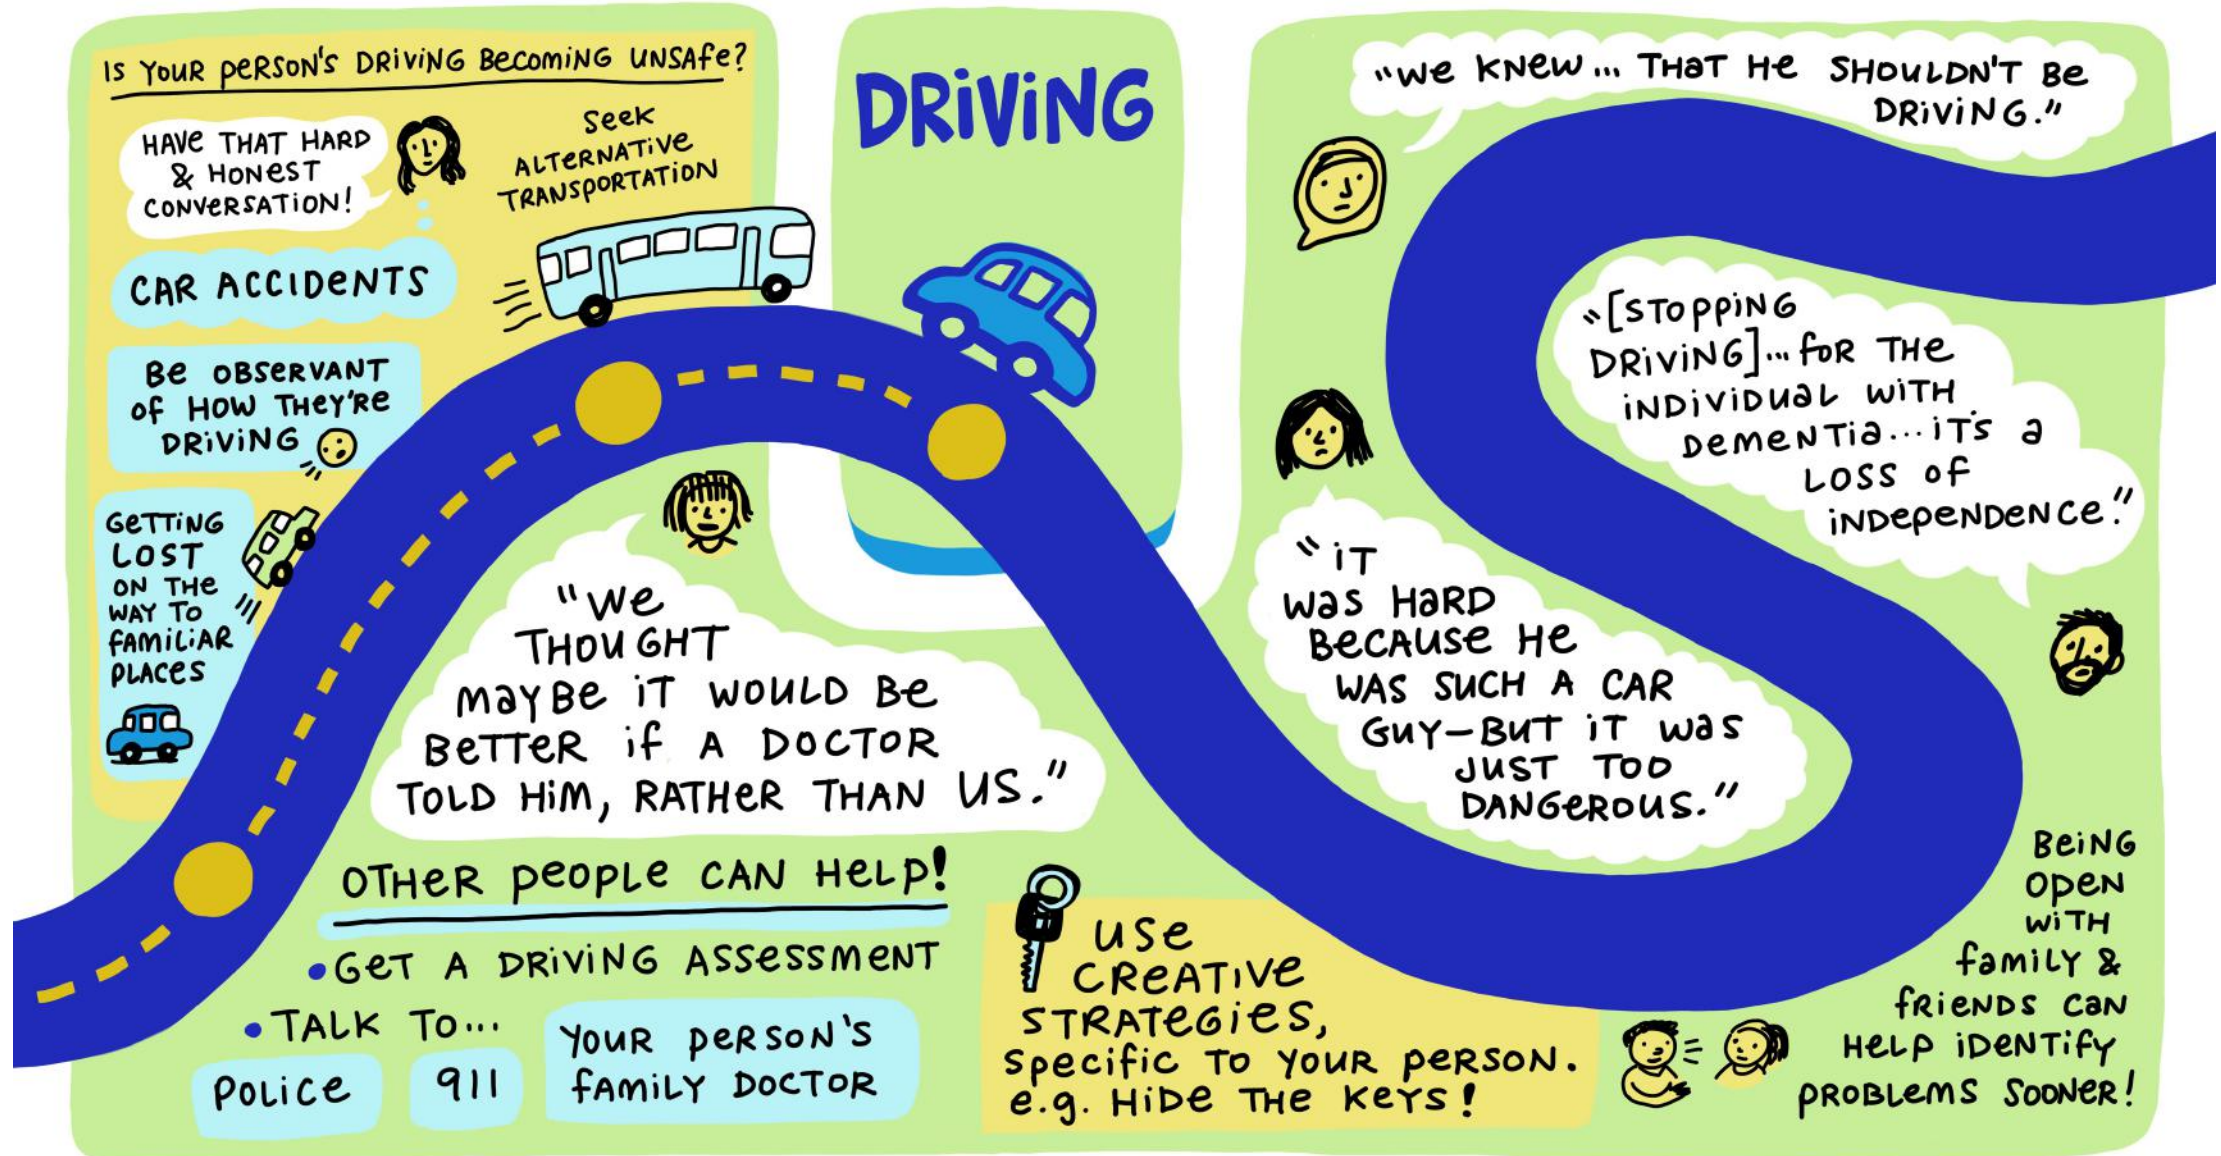 Is your person's driving becoming unsafe?
Have that hard
& honest
conversation!
Seek
alternative
transportation
Car accidents
Be observant
of how they're
driving
Getting
lost
on the
way to
familiar
places
"We
thought
maybe it would be
better if a doctor
told him, rather than us."
Other people can help!
• Get a driving assessment
• Talk to...
Police
911
Your person's
family doctor
DRIVING
Use
creative
strategies,
specific to your person.
e.g. Hide the keys!
"We knew... that he shouldn't be
driving."
"[Stopping
driving]... for the
individual with
dementia... it's a
loss of
independence."
"It
was hard
because he
was such a car
guy—but it was
just too
dangerous."
Being
open
with
family &
friends can
help identify
problems sooner!